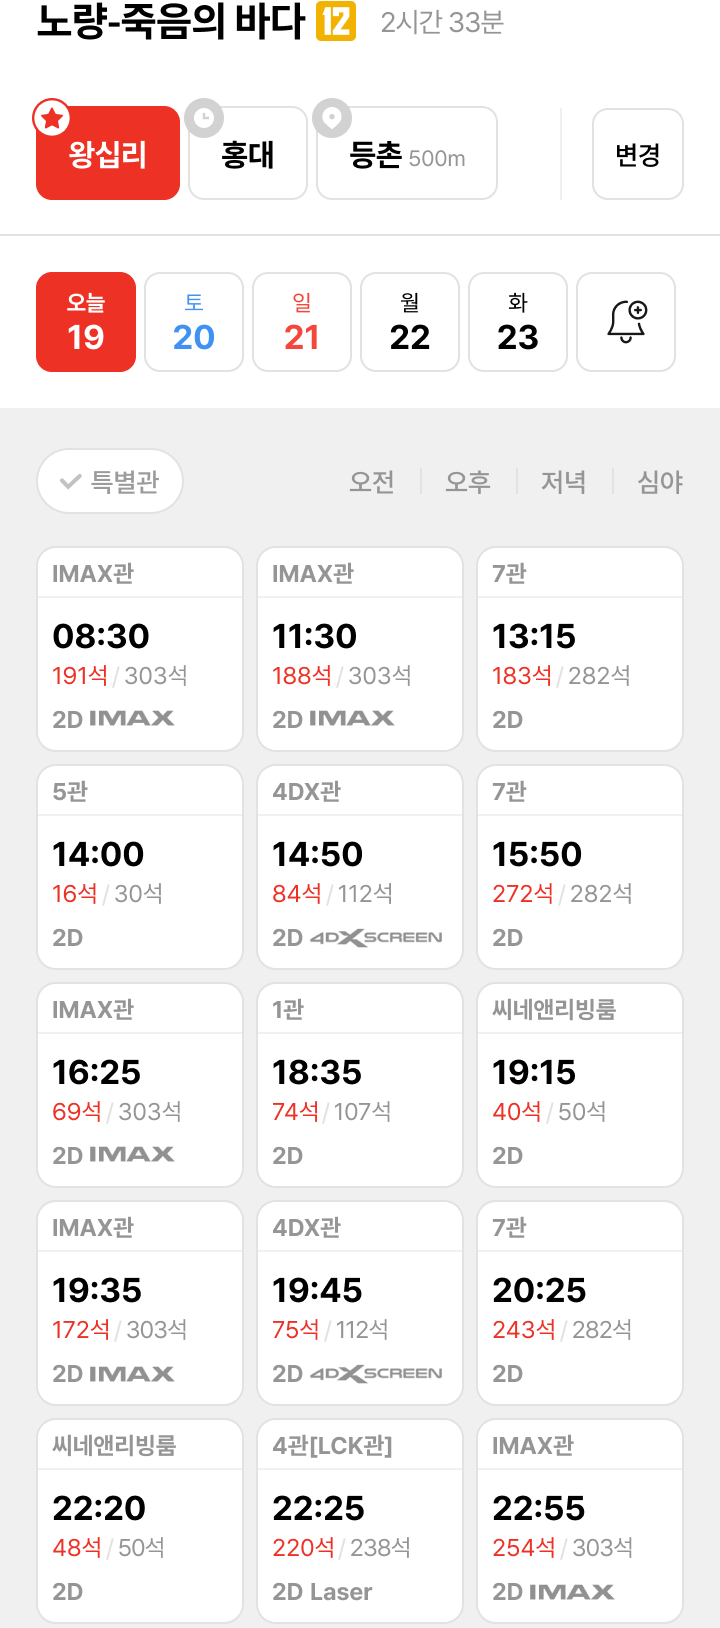 노량-죽음의 바다 12 2시간 33분
왕십리 홍대 등촌 500m 변경
오늘 토 일 월 화
19 20 21 22 23
특별관 오전 오후 저녁 심야
IMAX관 IMAX관 7관
08:30 11:30 13:15
191석/303석 188석/303석 183석/282석
2D IMAX 2D IMAX 2D
5관 4DX관 7관
14:00 14:50 15:50
16석/30석 84석/112석 272석/282석
2D 2D 4DXSCREEN 2D
IMAX관 1관 씨네앤리빙룸
16:25 18:35 19:15
69석/303석 74석/107석 40석/50석
2D IMAX 2D 2D
IMAX관 4DX관 7관
19:35 19:45 20:25
172석/303석 75석/112석 243석/282석
2D IMAX 2D 4DXSCREEN 2D
씨네앤리빙룸 4관[LCK관] IMAX관
22:20 22:25 22:55
48석/50석 220석/238석 254석/303석
2D 2D Laser 2D IMAX